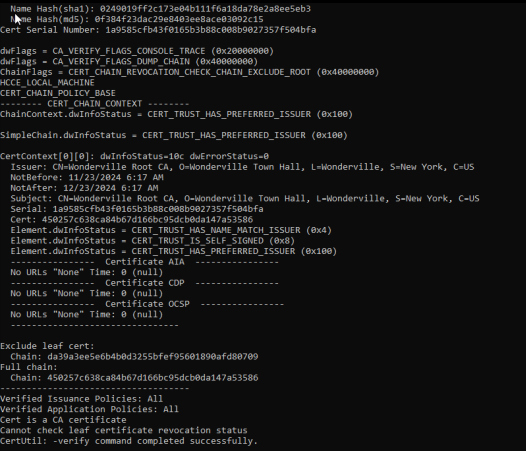 Name Hash(sha1): 0249019ff2c173e04b111f6a18da78e2a8ee5eb3
Name Hash(md5): 0f384f23dac29e8403ee8ace03092c15
Cert Serial Number: 1a9585cfb43f0165b3b88c008b9027357f504bfa
dwFlags = CA_VERIFY_FLAGS_CONSOLE_TRACE (0x20000000)
dwFlags = CA_VERIFY_FLAGS_DUMP_CHAIN (0x40000000)
ChainFlags = CERT_CHAIN_REVOCATION_CHECK_CHAIN_EXCLUDE_ROOT (0x40000000)
HCCE_LOCAL_MACHINE
CERT_CHAIN_POLICY_BASE
-------- CERT_CHAIN_CONTEXT --------
ChainContext.dwInfoStatus = CERT_TRUST_HAS_PREFERRED_ISSUER (0x100)
SimpleChain.dwInfoStatus = CERT_TRUST_HAS_PREFERRED_ISSUER (0x100)
CertContext[0][0]: dwInfoStatus=10c dwErrorStatus=0
Issuer: CN=Wonderville Root CA, O=Wonderville Town Hall, L=Wonderville, S=New York, C=US
NotBefore: 11/23/2024 6:17 AM
NotAfter: 12/23/2024 6:17 AM
Subject: CN=Wonderville Root CA, O=Wonderville Town Hall, L=Wonderville, S=New York, C=US
Serial: 1a9585cfb43f0165b3b88c008b9027357f504bfa
Cert: 450257c638ca84b67d166bc95dcb0da147a53586
Element.dwInfoStatus = CERT_TRUST_HAS_NAME_MATCH_ISSUER (0x4)
Element.dwInfoStatus = CERT_TRUST_IS_SELF_SIGNED (0x8)
Element.dwInfoStatus = CERT_TRUST_HAS_PREFERRED_ISSUER (0x100)
---------------- Certificate AIA ----------------
No URLs "None" Time: 0 (null)
---------------- Certificate CDP ----------------
No URLs "None" Time: 0 (null)
---------------- Certificate OCSP ----------------
No URLs "None" Time: 0 (null)
--------------------------------
Exclude leaf cert:
Chain: da39a3ee5e6b4b0d3255bfef95601890afd80709
Full chain:
Chain: 450257c638ca84b67d166bc95dcb0da147a53586
------------------------------------
Verified Issuance Policies: All
Verified Application Policies: All
Cert is a CA certificate
Cannot check leaf certificate revocation status
CertUtil: -verify command completed successfully.